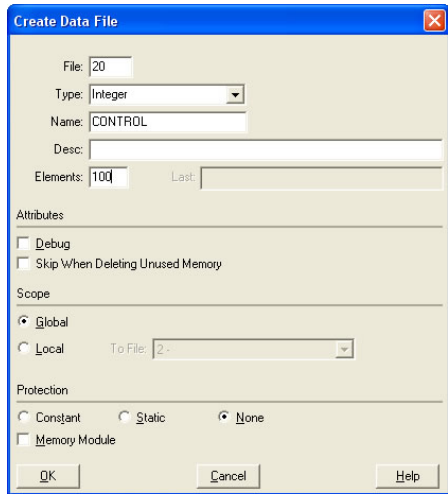 Create Data File
File: 20
Type: Integer
Name: CONTROL
Desc:
Elements: 100 Last:
Attributes
Debug
Skip When Deleting Unused Memory
Scope
Global
Local To File: 2 -
Protection
Constant Static None
Memory Module
OK Cancel Help